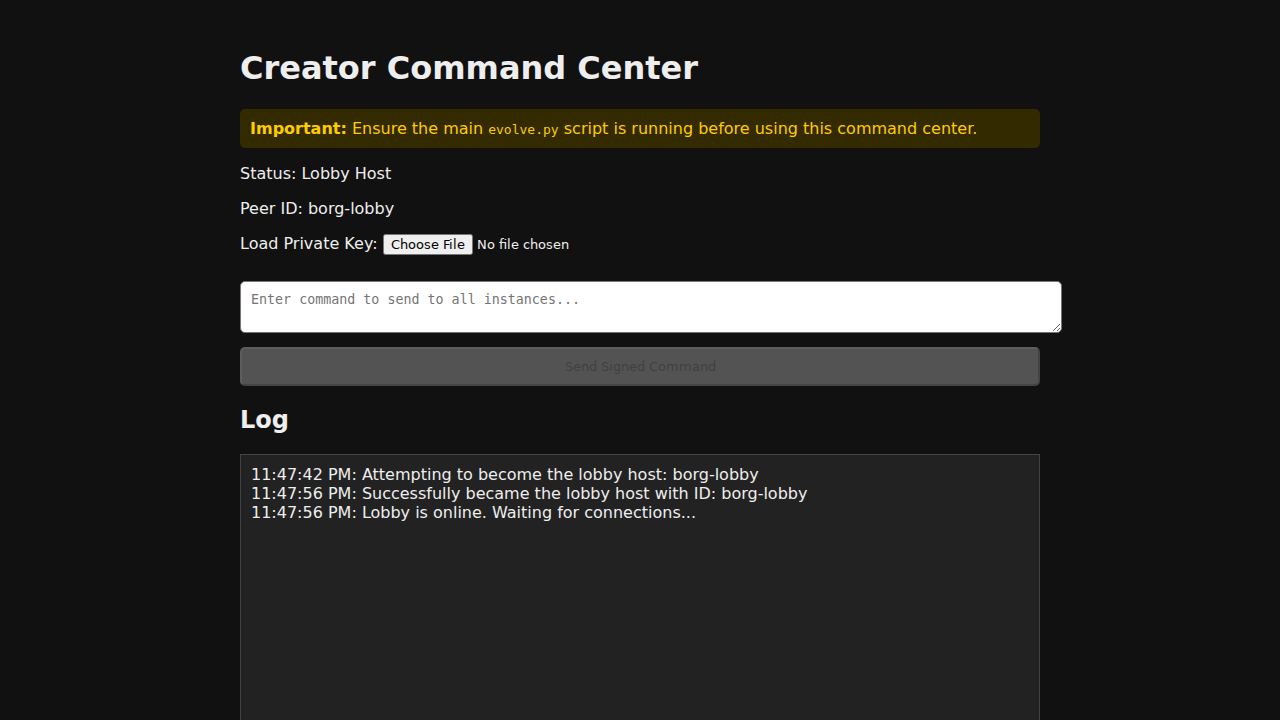 Creator Command Center
Important: Ensure the main evolve.py script is running before using this command center.
Status: Lobby Host
Peer ID: borg-lobby
Load Private Key: Choose File No file chosen
Enter command to send to all instances...
Send Signed Command
Log
11:47:42 PM: Attempting to become the lobby host: borg-lobby
11:47:56 PM: Successfully became the lobby host with ID: borg-lobby
11:47:56 PM: Lobby is online. Waiting for connections...